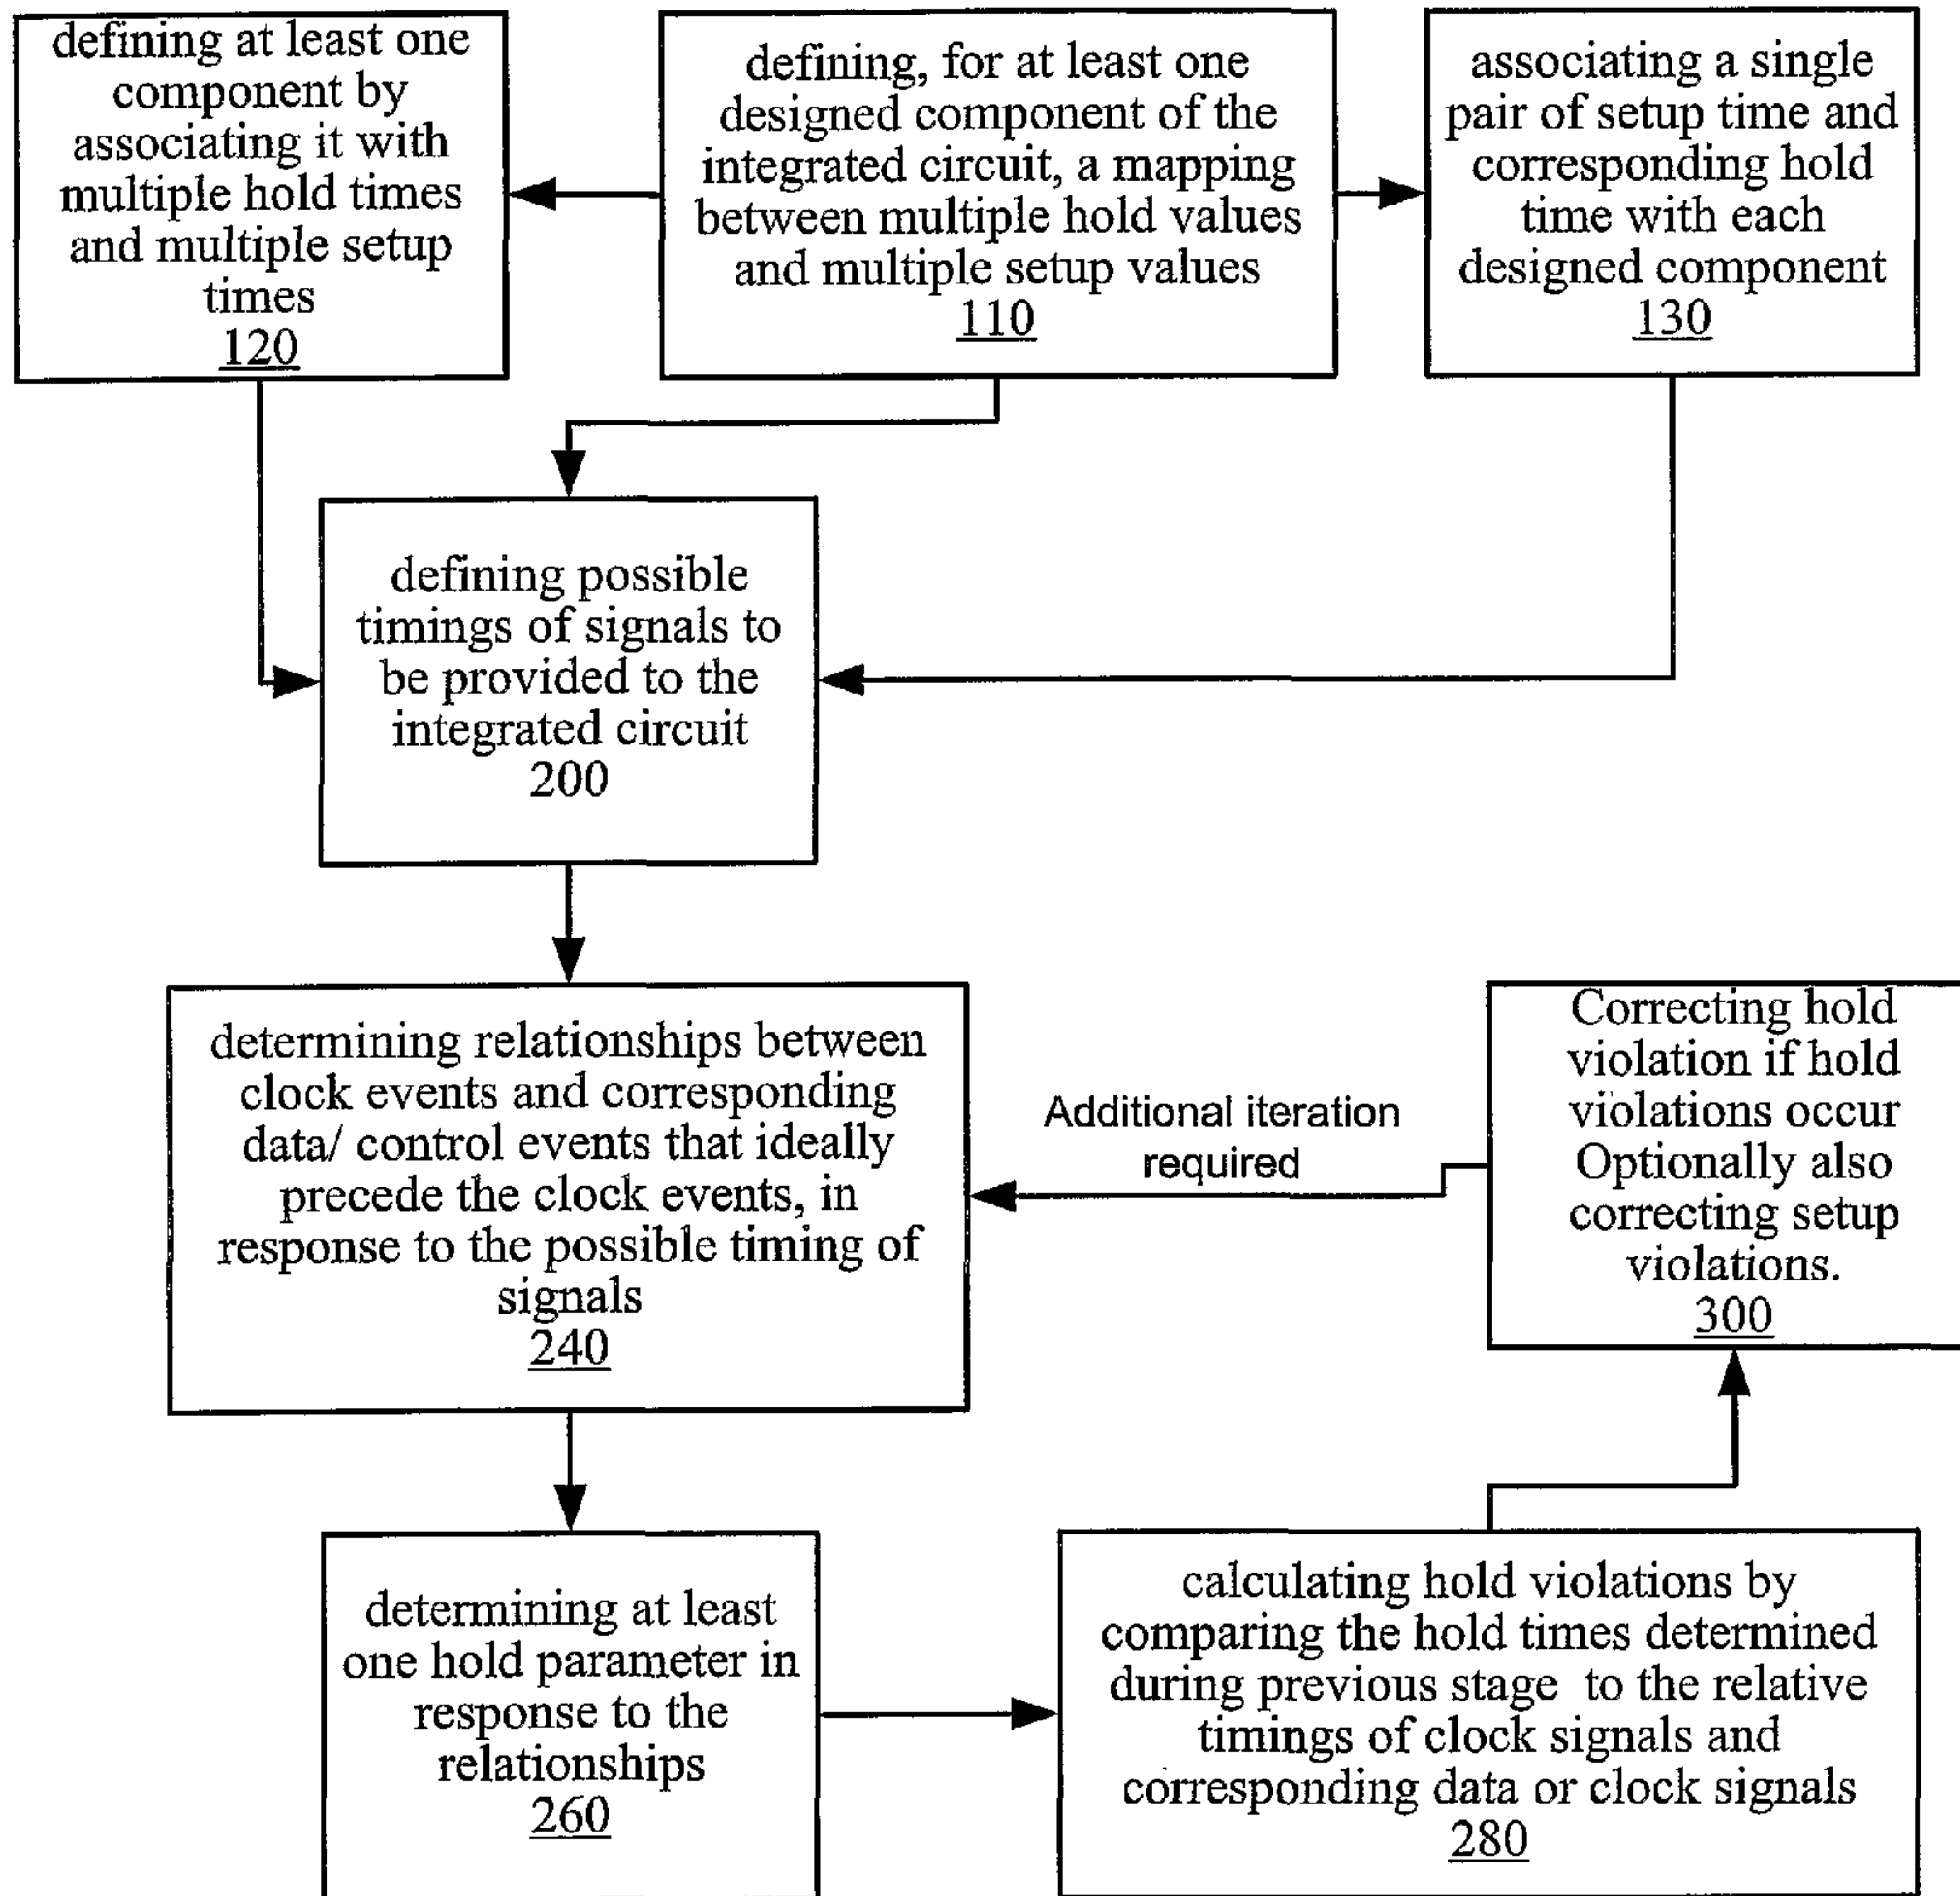 defining at least one
component by
associating it with
multiple hold times
and multiple setup
times
120
defining, for at least one
designed component of the
integrated circuit, a mapping
between multiple hold values
and multiple setup values
110
associating a single
pair of setup time and
corresponding hold
time with each
designed component
130
defining possible
timings of signals to
be provided to the
integrated circuit
200
determining relationships between
clock events and corresponding
data/ control events that ideally
precede the clock events, in
response to the possible timing of
signals
240
Additional iteration
required
Correcting hold
violation if hold
violations occur
Optionally also
correcting setup
violations.
300
determining at least
one hold parameter in
response to the
relationships
260
calculating hold violations by
comparing the hold times determined
during previous stage to the relative
timings of clock signals and
corresponding data or clock signals
280